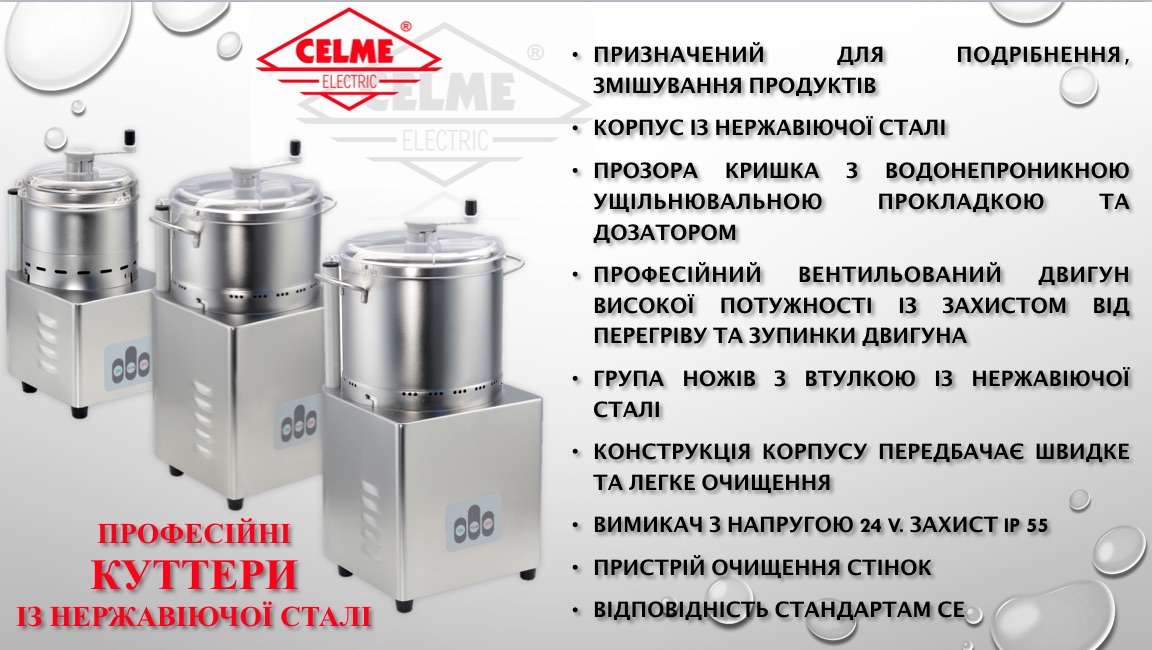 CELME ®
ELECTRIC
CELME ®
ELECTRIC
ПРОФЕСІЙНІ
КУТТЕРИ
ІЗ НЕРЖАВІЮЧОЇ СТАЛІ
• ПРИЗНАЧЕНИЙ ДЛЯ ПОДРІБНЕННЯ,
ЗМІШУВАННЯ ПРОДУКТІВ
• КОРПУС ІЗ НЕРЖАВІЮЧОЇ СТАЛІ
• ПРОЗОРА КРИШКА З ВОДОНЕПРОНИКНОЮ
УЩІЛЬНЮВАЛЬНОЮ ПРОКЛАДКОЮ ТА
ДОЗАТОРОМ
• ПРОФЕСІЙНИЙ ВЕНТИЛЬОВАНИЙ ДВИГУН
ВИСОКОЇ ПОТУЖНОСТІ ІЗ ЗАХИСТОМ ВІД
ПЕРЕГРІВУ ТА ЗУПИНКИ ДВИГУНА
• ГРУПА НОЖІВ З ВТУЛКОЮ ІЗ НЕРЖАВІЮЧОЇ
СТАЛІ
• КОНСТРУКЦІЯ КОРПУСУ ПЕРЕДБАЧАЄ ШВИДКЕ
ТА ЛЕГКЕ ОЧИЩЕННЯ
• ВИМИКАЧ З НАПРУГОЮ 24 V. ЗАХИСТ IP 55
• ПРИСТРІЙ ОЧИЩЕННЯ СТІНОК
• ВІДПОВІДНІСТЬ СТАНДАРТАМ CE